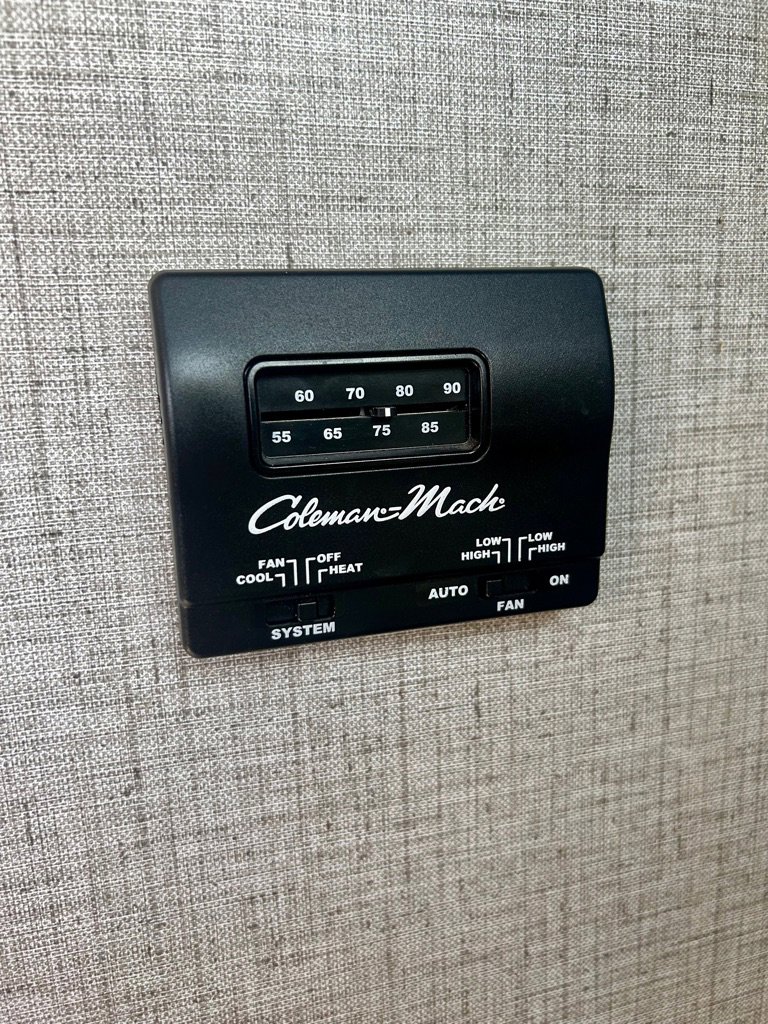 60 70 80 90
55 65 75 85
Coleman-Mach
FAN OFF
COOL HEAT
LOW LOW
HIGH HIGH
AUTO ON
SYSTEM FAN